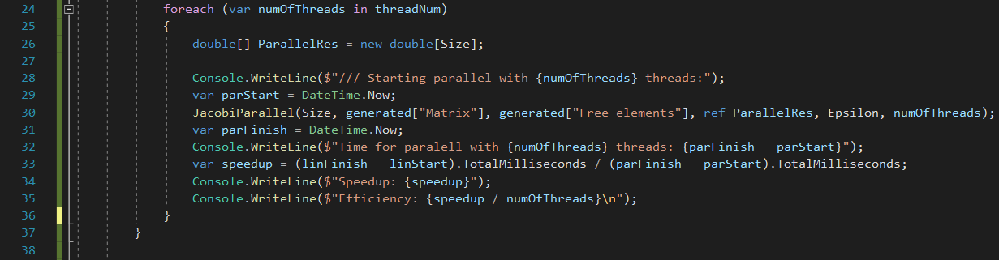 24 foreach (var numOfThreads in threadNum)
25 {
26 double[] ParallelRes = new double[Size];
27
28 Console.WriteLine($"/// Starting parallel with {numOfThreads} threads:");
29 var parStart = DateTime.Now;
30 JacobiParallel(Size, generated["Matrix"], generated["Free elements"], ref ParallelRes, Epsilon, numOfThreads);
31 var parFinish = DateTime.Now;
32 Console.WriteLine($"Time for paralell with {numOfThreads} threads: {parFinish - parStart}");
33 var speedup = (linFinish - linStart).TotalMilliseconds / (parFinish - parStart).TotalMilliseconds;
34 Console.WriteLine($"Speedup: {speedup}");
35 Console.WriteLine($"Efficiency: {speedup / numOfThreads}\n");
36 }
37 }
38